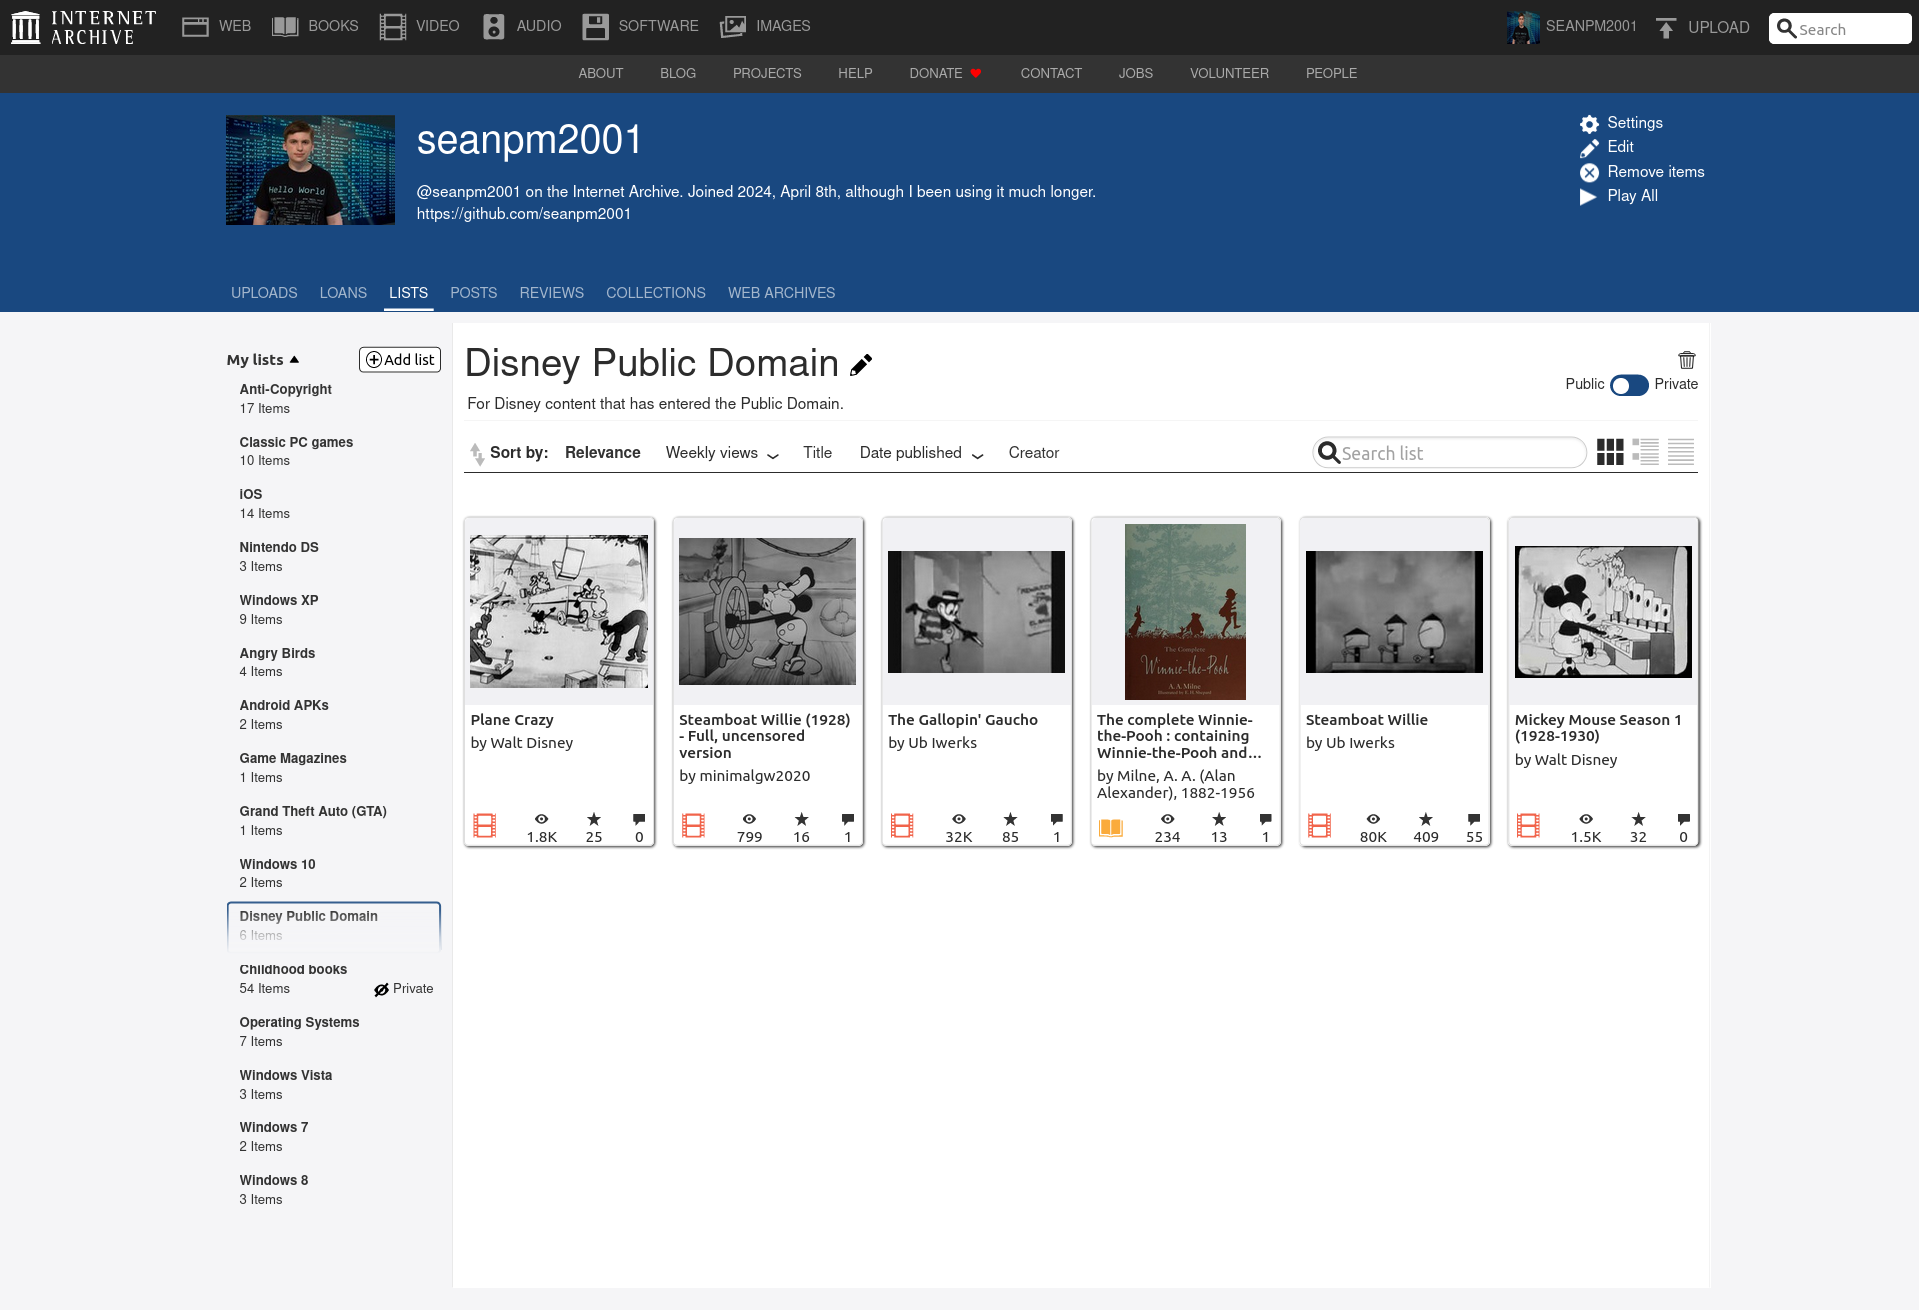 INTERNET ARCHIVE
WEB
BOOKS
VIDEO
AUDIO
SOFTWARE
IMAGES
SEANPM2001
UPLOAD
Search
ABOUT
BLOG
PROJECTS
HELP
DONATE
CONTACT
JOBS
VOLUNTEER
PEOPLE
Hello World
seanpm2001
@seanpm2001 on the Internet Archive. Joined 2024, April 8th, although I been using it much longer.
https://github.com/seanpm2001
Settings
Edit
Remove items
Play All
UPLOADS
LOANS
LISTS
POSTS
REVIEWS
COLLECTIONS
WEB ARCHIVES
My lists
Add list
Anti-Copyright
17 Items
Classic PC games
10 Items
iOS
14 Items
Nintendo DS
3 Items
Windows XP
9 Items
Angry Birds
4 Items
Android APKs
2 Items
Game Magazines
1 Items
Grand Theft Auto (GTA)
1 Items
Windows 10
2 Items
Disney Public Domain
6 Items
Childhood books
54 Items
Private
Operating Systems
7 Items
Windows Vista
3 Items
Windows 7
2 Items
Windows 8
3 Items
Disney Public Domain
For Disney content that has entered the Public Domain.
Public
Private
Sort by:
Relevance
Weekly views
Title
Date published
Creator
Search list
Plane Crazy
by Walt Disney
1.8K
25
0
Steamboat Willie (1928)
- Full, uncensored
version
by minimalgw2020
799
16
1
The Gallopin' Gaucho
by Ub Iwerks
32K
85
1
The Complete
Winnie-the-Pooh
A. A. Milne
The complete Winnie-
the-Pooh : containing
Winnie-the-Pooh and...
by Milne, A. A. (Alan
Alexander), 1882-1956
234
13
1
Steamboat Willie
by Ub Iwerks
80K
409
55
Mickey Mouse Season 1
(1928-1930)
by Walt Disney
1.5K
32
0